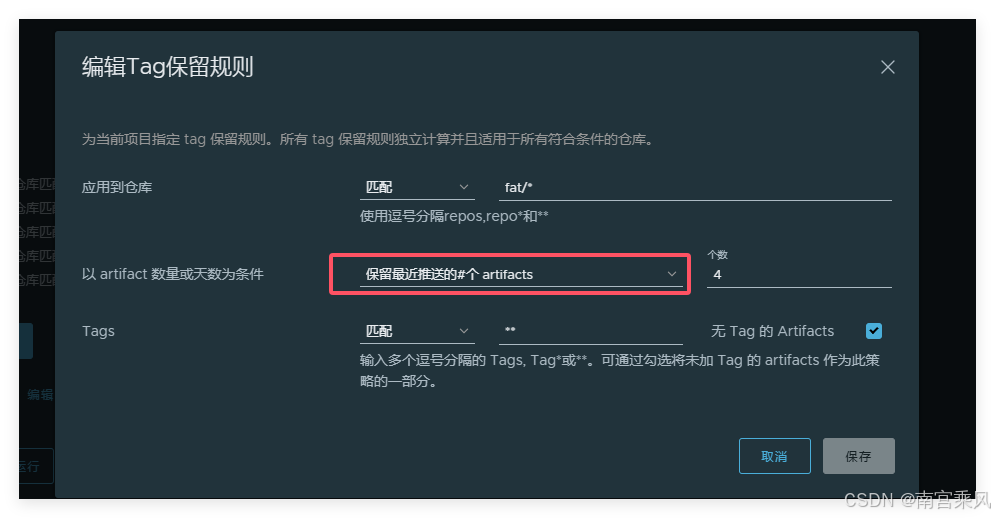 编辑Tag保留规则
为当前项目指定 tag 保留规则。所有 tag 保留规则独立计算并且适用于所有符合条件的仓库。
应用到仓库
匹配
fat/*
使用逗号分隔repos,repo*和**
以 artifact 数量或天数为条件
保留最近推送的#个 artifacts
个数
4
Tags
匹配
**
无 Tag 的 Artifacts
输入多个逗号分隔的 Tags, Tag*或**。可通过勾选将未加 Tag 的 artifacts 作为此策
略的一部分。
仓库匹配
仓库匹配
仓库匹配
仓库匹配
仓库匹配
编辑
运行
取消
保存
CSDN @南宫乘风